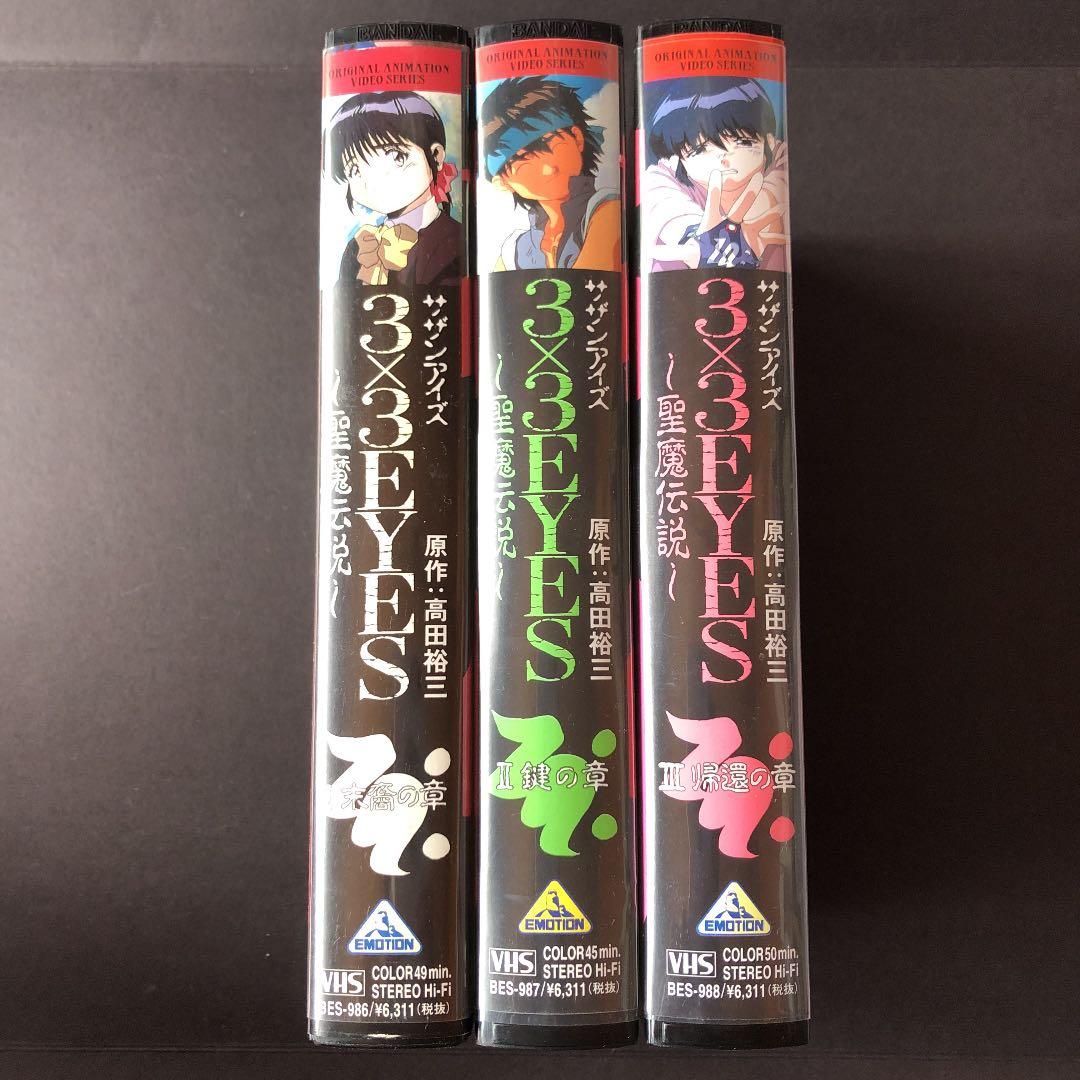 BANDAI
ORIGINAL ANIMATION
VIDEO SERIES
サザンアイズ
3×3EYES
～聖魔伝説～
原作：高田裕三
末裔の章
EMOTION
VHS
COLOR 49 min.
STEREO Hi-Fi
BES-986/¥6,311(税抜)
BANDAI
ORIGINAL ANIMATION
VIDEO SERIES
サザンアイズ
3×3EYES
～聖魔伝説～
原作：高田裕三
II 鍵の章
EMOTION
VHS
COLOR 45 min.
STEREO Hi-Fi
BES-987/¥6,311(税抜)
BANDAI
ORIGINAL ANIMATION
VIDEO SERIES
サザンアイズ
3×3EYES
～聖魔伝説～
原作：高田裕三
III 帰還の章
EMOTION
VHS
COLOR 50 min.
STEREO Hi-Fi
BES-988/¥6,311(税抜)